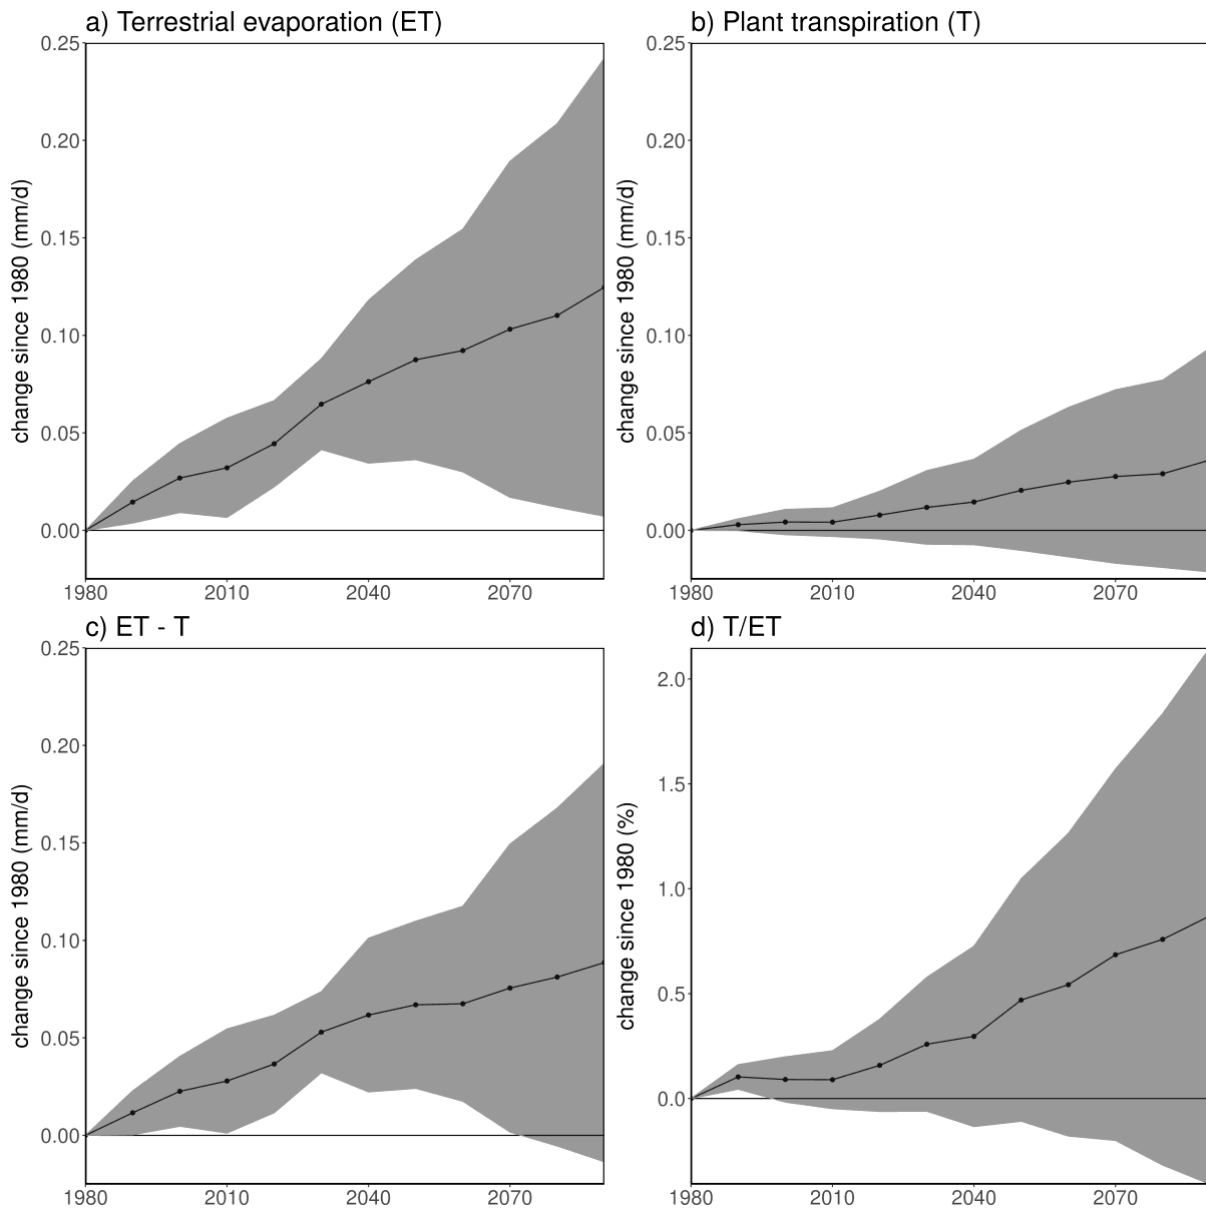 a) Terrestrial evaporation (ET)
0.25
0.20
0.15
0.10
0.05
0.00
change since 1980 (mm/d)
1980 2010 2040 2070
b) Plant transpiration (T)
0.25
0.20
0.15
0.10
0.05
0.00
change since 1980 (mm/d)
1980 2010 2040 2070
c) ET - T
0.25
0.20
0.15
0.10
0.05
0.00
change since 1980 (mm/d)
1980 2010 2040 2070
d) T/ET
2.0
1.5
1.0
0.5
0.0
change since 1980 (%)
1980 2010 2040 2070